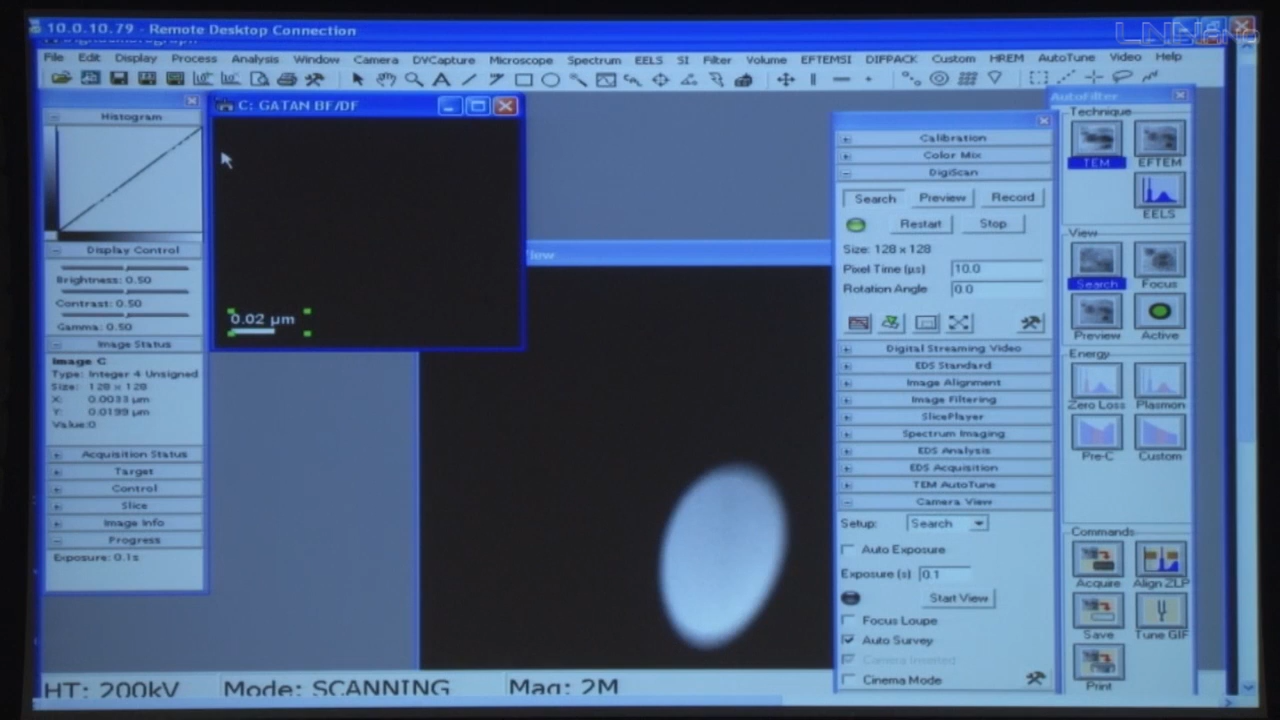 10.0.10.79 - Remote Desktop Connection
LNNano
File Edit Display Process Analysis Window Camera DVCapture Microscope Spectrum EELS SI Filter Volume EFTEMSI DIFPACK Custom HREM AutoTune Video Help
Histogram
Display Control
Brightness: 0.50
Contrast: 0.50
Gamma: 0.50
Image Status
Image C
Type: Integer 4 Unsigned
Size: 128 x 128
X: 0.0033 µm
Y: 0.0199 µm
Value:0
Acquisition Status
Target
Control
Slice
Image Info
Progress
Exposure: 0.1s
C: GATAN BF/DF
0.02 µm
View
Calibration
Color Mix
DigiScan
Search Preview Record
Restart Stop
Size: 128 x 128
Pixel Time (µs) 10.0
Rotation Angle 0.0
Digital Streaming Video
EDS Standard
Image Alignment
Image Filtering
SlicePlayer
Spectrum Imaging
EDS Analysis
EDS Acquisition
TEM AutoTune
Camera View
Setup: Search
Auto Exposure
Exposure (s) 0.1
Start View
Focus Loupe
Auto Survey
Camera Inserted
Cinema Mode
AutoFilter
Technique
TEM EFTEM
EELS
View
Search Focus
Preview Active
Energy
Zero Loss Plasmon
Pre-C Custom
Commands
Acquire Align ZLP
Save Tune GIF
Print
HT: 200kV Mode: SCANNING Mag: 2M